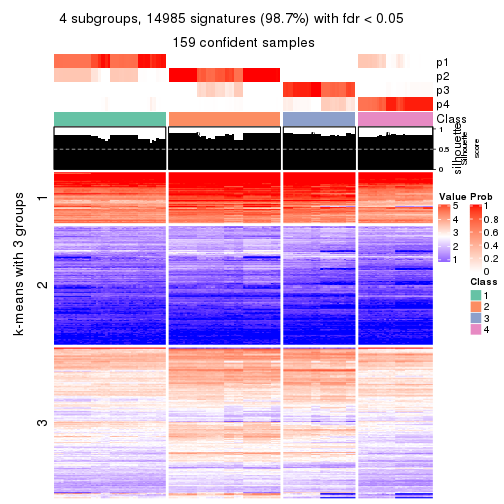 4 subgroups, 14985 signatures (98.7%) with fdr < 0.05
159 confident samples
p1
p2
p3
p4
Class
1
0.5
0
silhouette
Silhouette
score
k-means with 3 groups
1
2
3
Value
5
4
3
2
1
Prob
1
0.8
0.6
0.4
0.2
0
Class
1
2
3
4